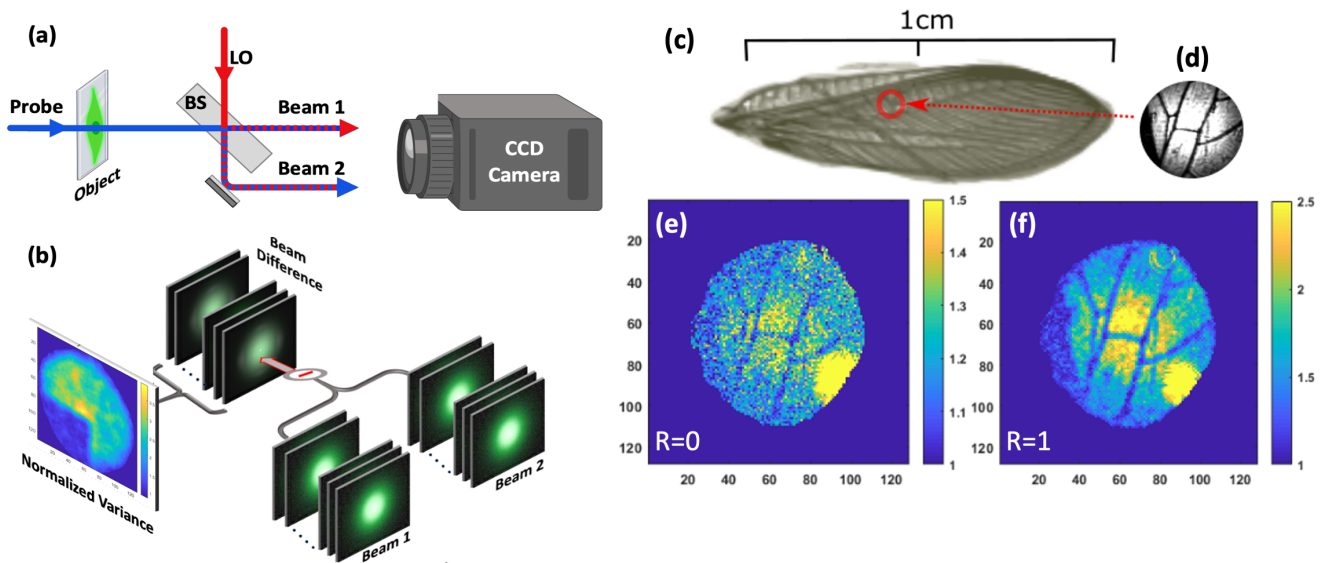 (a)
LO
BS
Probe
Object
Beam 1
Beam 2
CCD
Camera
(b)
Beam
Difference
Normalized Variance
Beam 1
Beam 2
(c)
1cm
(d)
(e)
R=0
20
40
60
80
100
120
20 40 60 80 100 120
1.5
1.4
1.3
1.2
1.1
1
(f)
R=1
20
40
60
80
100
120
20 40 60 80 100 120
2.5
2
1.5
1